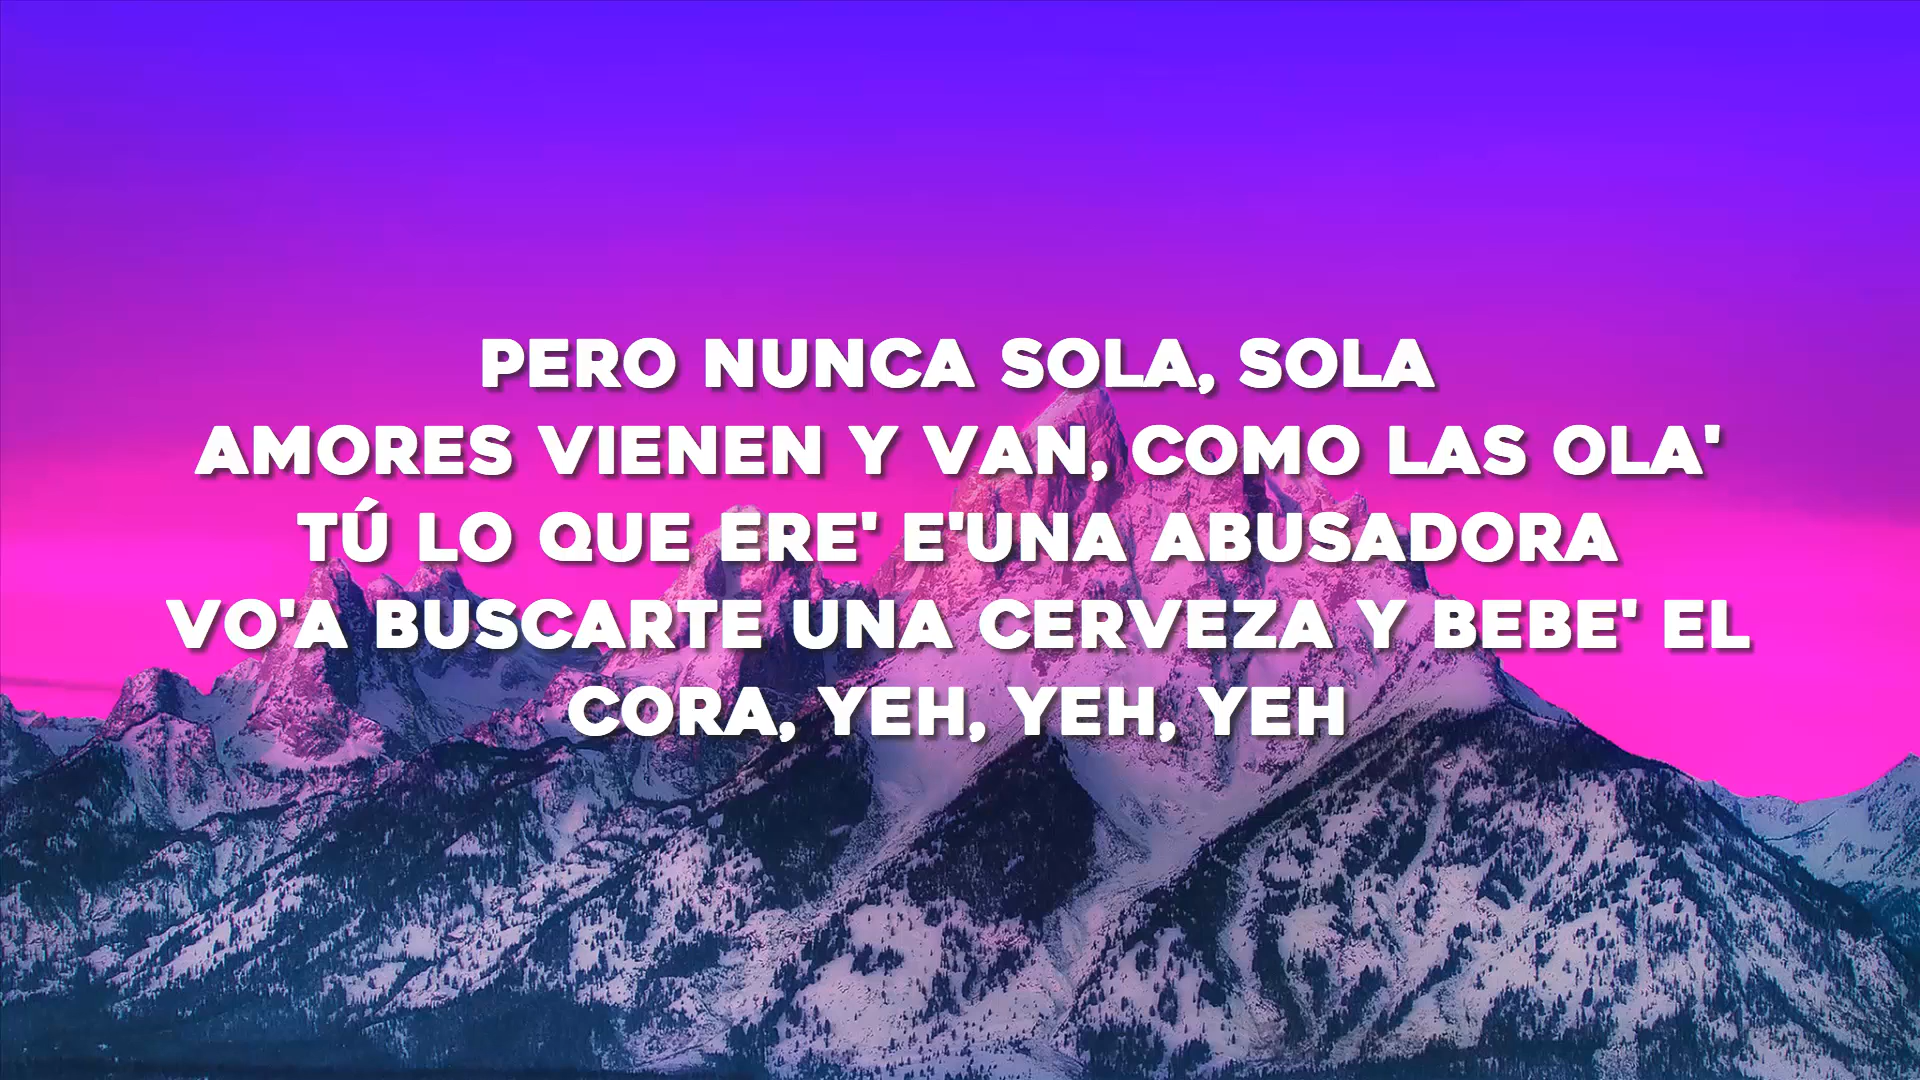 PERO NUNCA SOLA, SOLA
AMORES VIENEN Y VAN, COMO LAS OLA'
TÚ LO QUE ERE' E'UNA ABUSADORA
VO'A BUSCARTE UNA CERVEZA Y BEBE' EL
CORA, YEH, YEH, YEH